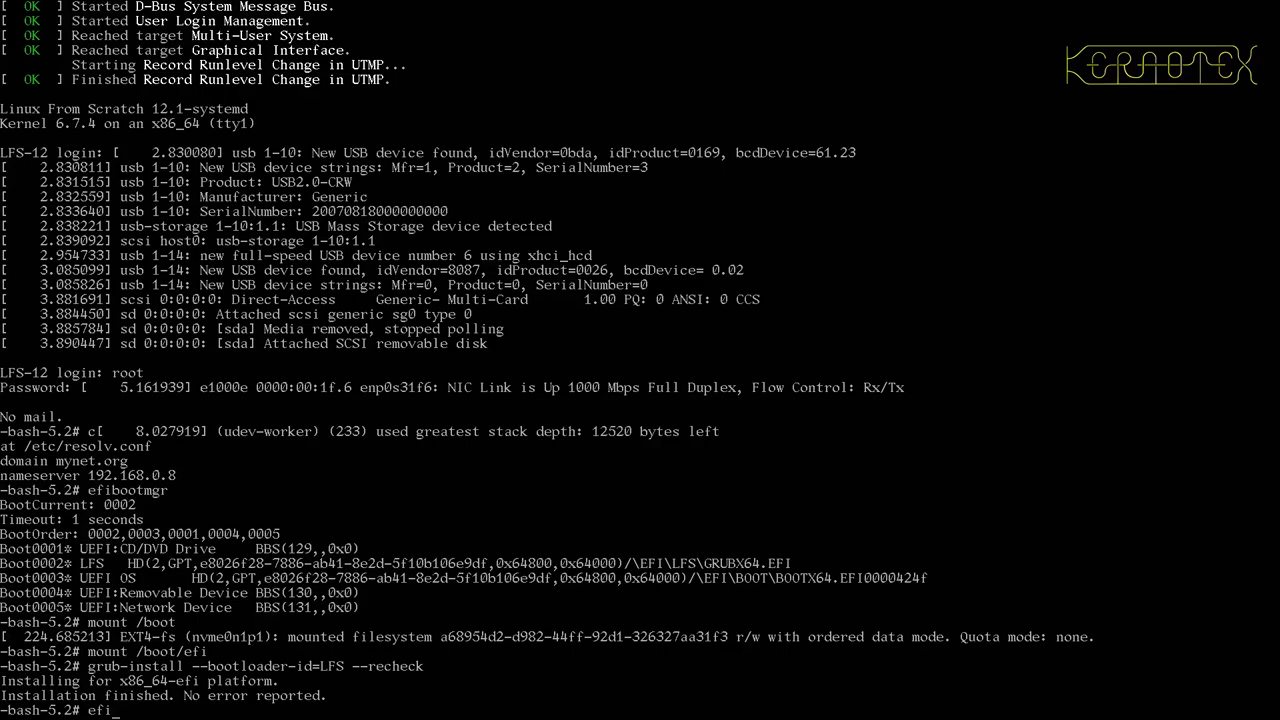 [  OK  ] Started D-Bus System Message Bus.
[  OK  ] Started User Login Management.
[  OK  ] Reached target Multi-User System.
[  OK  ] Reached target Graphical Interface.
         Starting Record Runlevel Change in UTMP...
[  OK  ] Finished Record Runlevel Change in UTMP.
KERAOTEX
Linux From Scratch 12.1-systemd
Kernel 6.7.4 on an x86_64 (tty1)
LFS-12 login: [    2.830080] usb 1-10: New USB device found, idVendor=0bda, idProduct=0169, bcdDevice=61.23
[    2.830811] usb 1-10: New USB device strings: Mfr=1, Product=2, SerialNumber=3
[    2.831515] usb 1-10: Product: USB2.0-CRW
[    2.832559] usb 1-10: Manufacturer: Generic
[    2.833640] usb 1-10: SerialNumber: 20070818000000000
[    2.838221] usb-storage 1-10:1.1: USB Mass Storage device detected
[    2.839092] scsi host0: usb-storage 1-10:1.1
[    2.954733] usb 1-14: new full-speed USB device number 6 using xhci_hcd
[    3.085099] usb 1-14: New USB device found, idVendor=8087, idProduct=0026, bcdDevice= 0.02
[    3.085826] usb 1-14: New USB device strings: Mfr=0, Product=0, SerialNumber=0
[    3.881691] scsi 0:0:0:0: Direct-Access     Generic- Multi-Card       1.00 PQ: 0 ANSI: 0 CCS
[    3.884450] sd 0:0:0:0: Attached scsi generic sg0 type 0
[    3.885784] sd 0:0:0:0: [sda] Media removed, stopped polling
[    3.890447] sd 0:0:0:0: [sda] Attached SCSI removable disk
LFS-12 login: root
Password: [    5.161939] e1000e 0000:00:1f.6 enp0s31f6: NIC Link is Up 1000 Mbps Full Duplex, Flow Control: Rx/Tx
No mail.
-bash-5.2# c[    8.027919] (udev-worker) (233) used greatest stack depth: 12520 bytes left
at /etc/resolv.conf
domain mynet.org
nameserver 192.168.0.8
-bash-5.2# efibootmgr
BootCurrent: 0002
Timeout: 1 seconds
BootOrder: 0002,0003,0001,0004,0005
Boot0001* UEFI:CD/DVD Drive     BBS(129,,0x0)
Boot0002* LFS   HD(2,GPT,e8026f28-7886-ab41-8e2d-5f10b106e9df,0x64800,0x64000)/\EFI\LFS\GRUBX64.EFI
Boot0003* UEFI OS       HD(2,GPT,e8026f28-7886-ab41-8e2d-5f10b106e9df,0x64800,0x64000)/\EFI\BOOT\BOOTX64.EFI0000424f
Boot0004* UEFI:Removable Device BBS(130,,0x0)
Boot0005* UEFI:Network Device   BBS(131,,0x0)
-bash-5.2# mount /boot
[  224.685213] EXT4-fs (nvme0n1p1): mounted filesystem a68954d2-d982-44ff-92d1-326327aa31f3 r/w with ordered data mode. Quota mode: none.
-bash-5.2# mount /boot/efi
-bash-5.2# grub-install --bootloader-id=LFS --recheck
Installing for x86_64-efi platform.
Installation finished. No error reported.
-bash-5.2# efi_